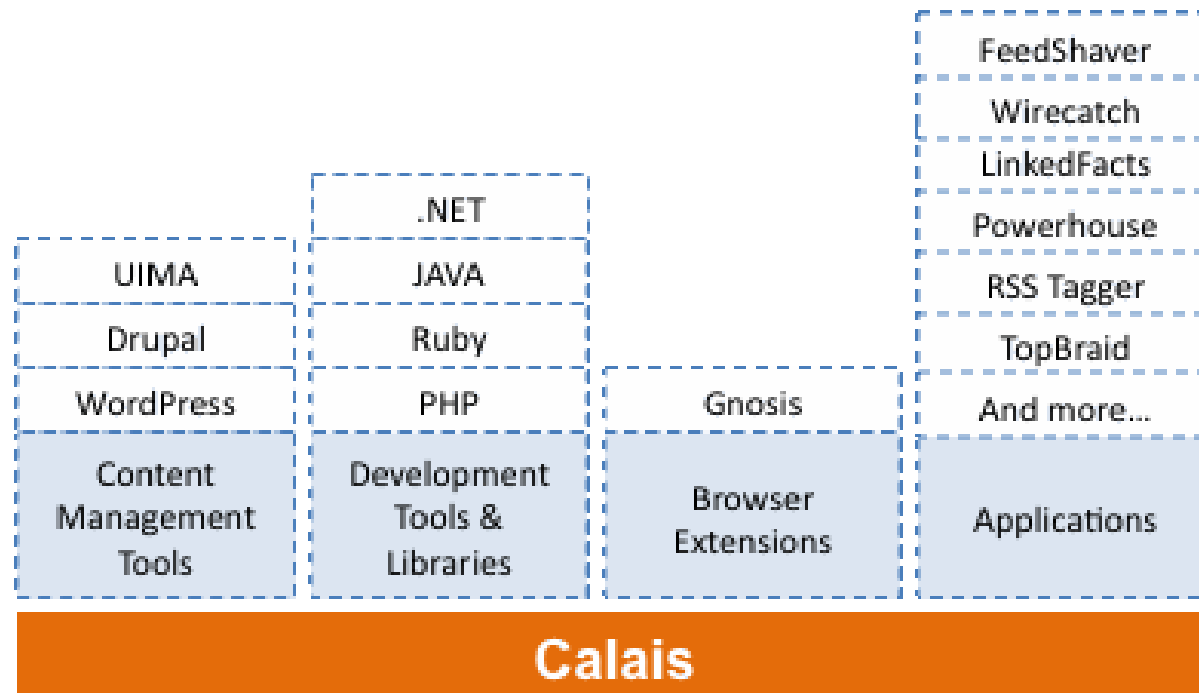 UIMA
Drupal
WordPress
Content
Management
Tools
.NET
JAVA
Ruby
PHP
Development
Tools &
Libraries
Gnosis
Browser
Extensions
FeedShaver
Wirecatch
LinkedFacts
Powerhouse
RSS Tagger
TopBraid
And more...
Applications
Calais